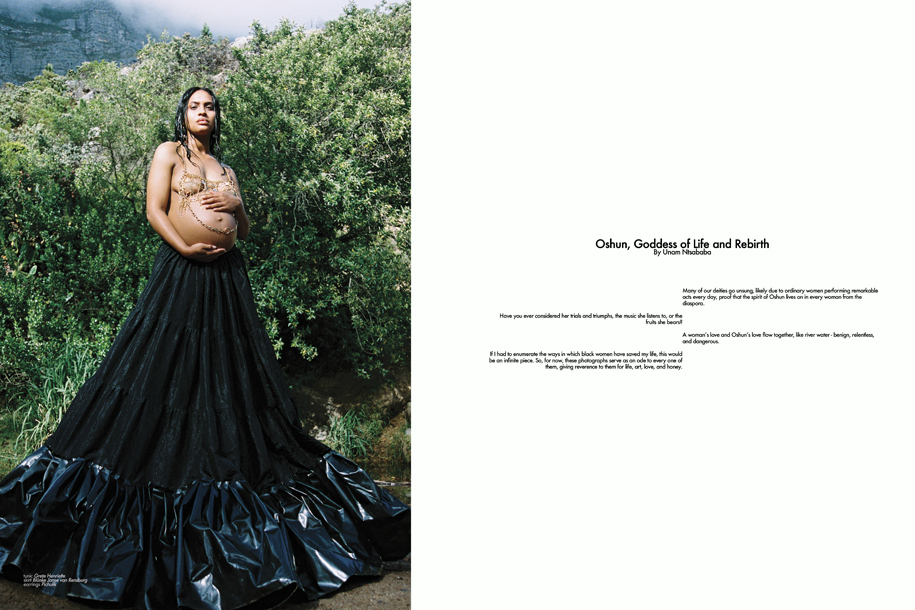 Oshun, Goddess of Life and Rebirth
By Unam Ntsababa
Many of our deities go unsung, likely due to ordinary women performing remarkable
acts every day, proof that the spirit of Oshun lives on in every woman from the
diaspora.
Have you ever considered her trials and triumphs, the music she listens to, or the
fruits she bears?
A woman's love and Oshun's love flow together, like river water - benign, relentless,
and dangerous.
If I had to enumerate the ways in which black women have saved my life, this would
be an infinite piece. So, for now, these photographs serve as an ode to every one of
them, giving reverence to them for life, art, love, and honey.
tunic Grete Henriette
skirt Blanke Janse van Rensburg
earrings Pichulik